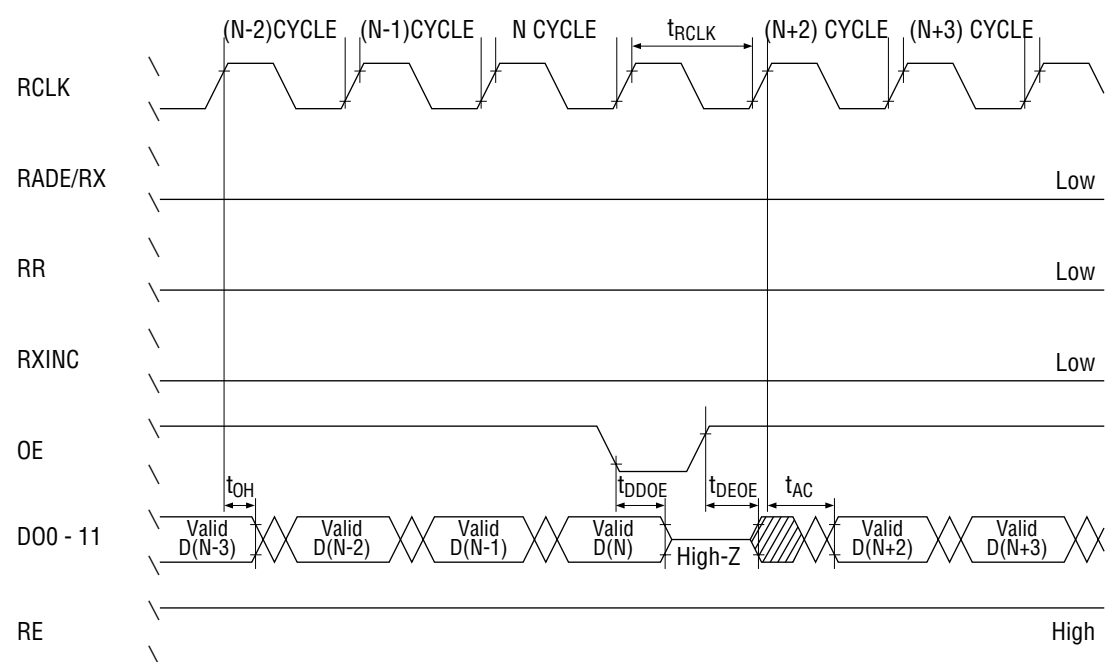 (N-2)CYCLE (N-1)CYCLE N CYCLE tRCLK (N+2) CYCLE (N+3) CYCLE
RCLK
RADE/RX Low
RR Low
RXINC Low
OE
tOH tDDOE tDEOE tAC
DO0 - 11
Valid D(N-3)
Valid D(N-2)
Valid D(N-1)
Valid D(N)
High-Z
Valid D(N+2)
Valid D(N+3)
RE High